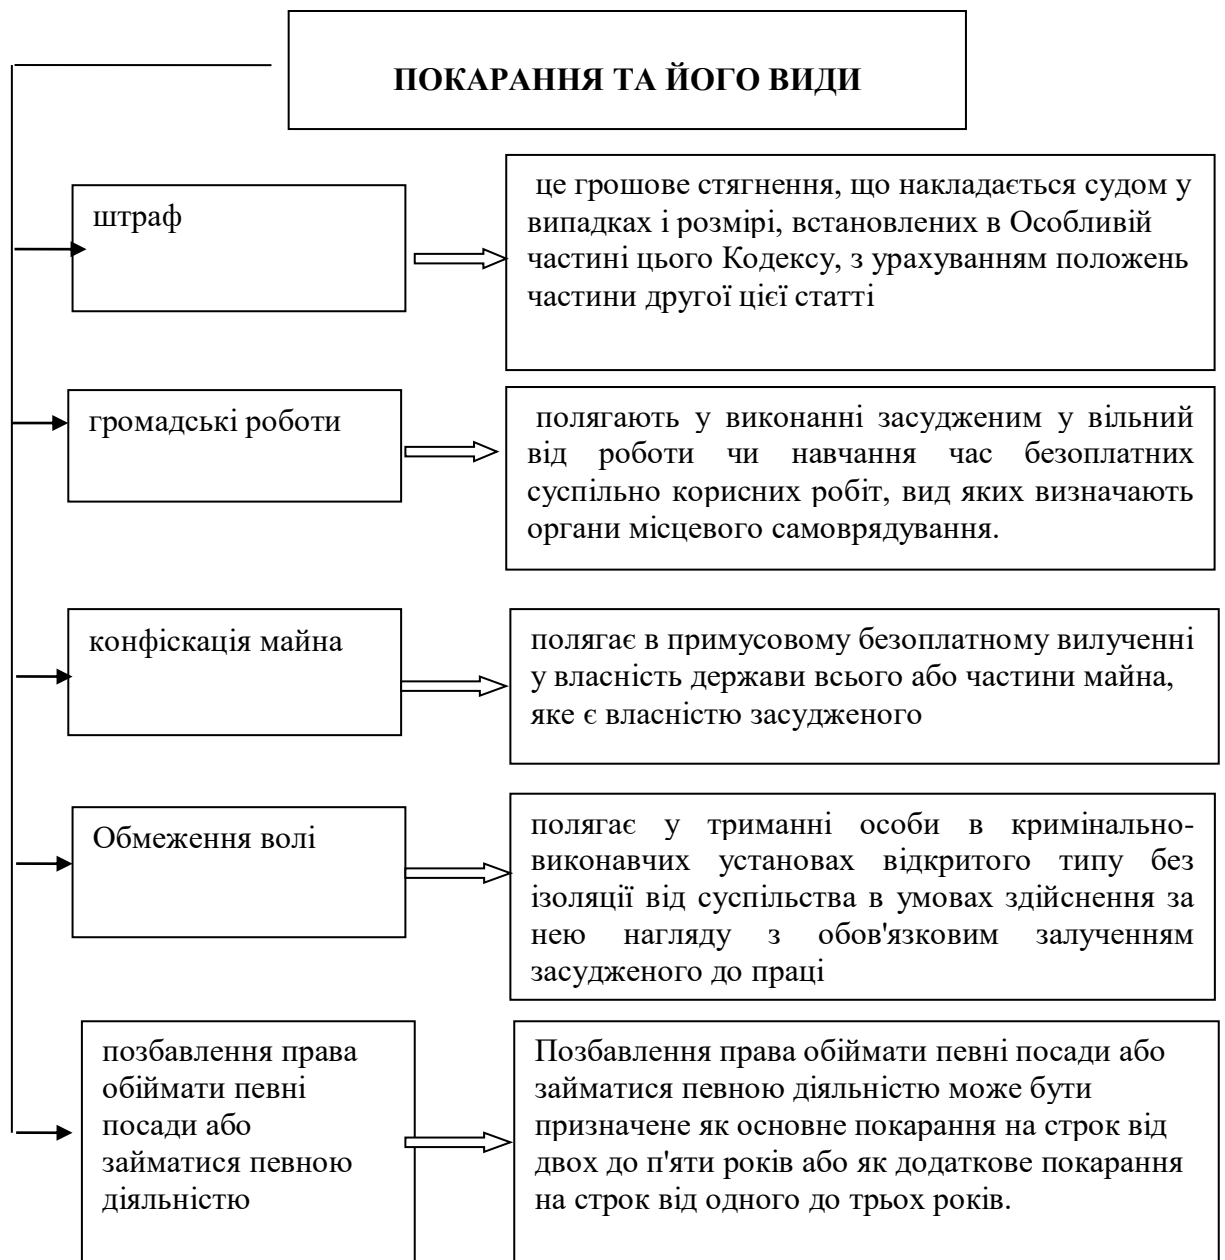 ПОКАРАННЯ ТА ЙОГО ВИДИ
штраф
це грошове стягнення, що накладається судом у
випадках і розмірі, встановлених в Особливій
частині цього Кодексу, з урахуванням положень
частини другої цієї статті
громадські роботи
полягають у виконанні засудженим у вільний
від роботи чи навчання час безоплатних
суспільно корисних робіт, вид яких визначають
органи місцевого самоврядування.
конфіскація майна
полягає в примусовому безоплатному вилученні
у власність держави всього або частини майна,
яке є власністю засудженого
Обмеження волі
полягає у триманні особи в кримінально-
виконавчих установах відкритого типу без
ізоляції від суспільства в умовах здійснення за
нею нагляду з обов'язковим залученням
засудженого до праці
позбавлення права
обіймати певні
посади або
займатися певною
діяльністю
Позбавлення права обіймати певні посади або
займатися певною діяльністю може бути
призначене як основне покарання на строк від
двох до п'яти років або як додаткове покарання
на строк від одного до трьох років.